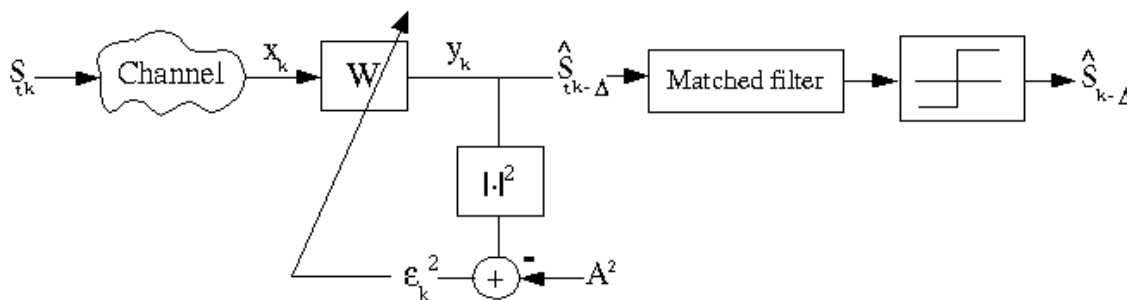 S_tk
Channel
x_k
W
y_k
Ŝ_tk-Δ
Matched filter
Ŝ_k-Δ
|·|²
ε_k²
+
-
A²